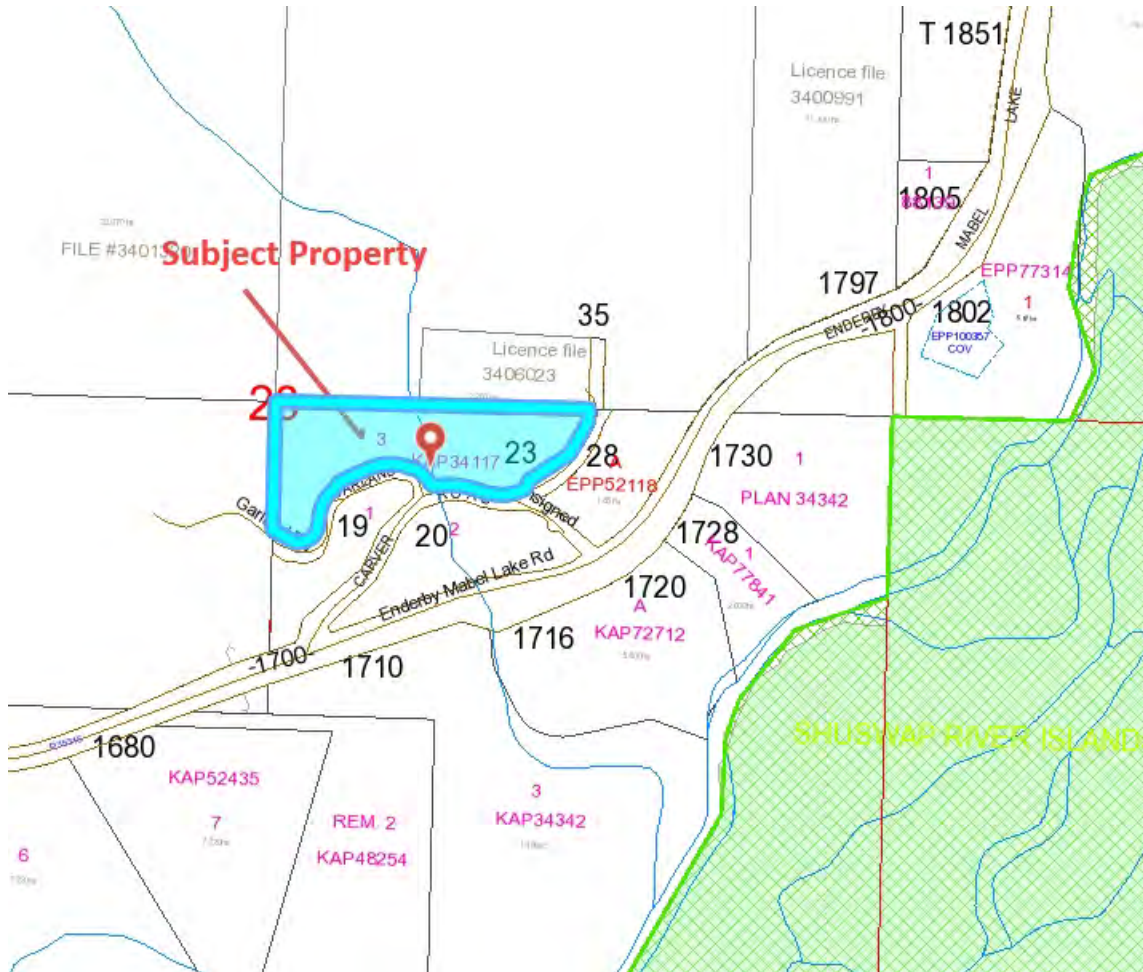 T 1851
Licence file
3400991
LAKE
1
1805
MABEL
FILE #3401
Subject Property
EPP77314
1
1797
ENDERBY
-1800-
1802
EPP100367
COV
35
Licence file
3406023
3
KAP34117
23
28
A
EPP52118
1730
1
PLAN 34342
ROAD
19
1
20
2
CARVER
1728
A
KAP77841
Enderby Mabel Lake Rd
1720
A
KAP72712
1716
-1700
1710
1680
SHUSWAP RIVER ISLAND
KAP52435
7
REM. 2
KAP48254
3
KAP34342
6